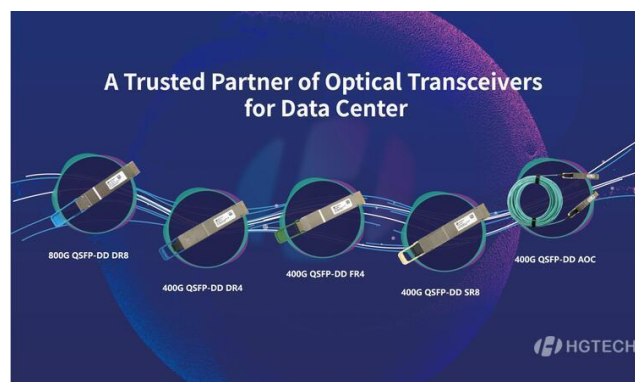 A Trusted Partner of Optical Transceivers
for Data Center
800G QSFP-DD DR8
400G QSFP-DD DR4
400G QSFP-DD FR4
400G QSFP-DD SR8
400G QSFP-DD AOC
HGTECH